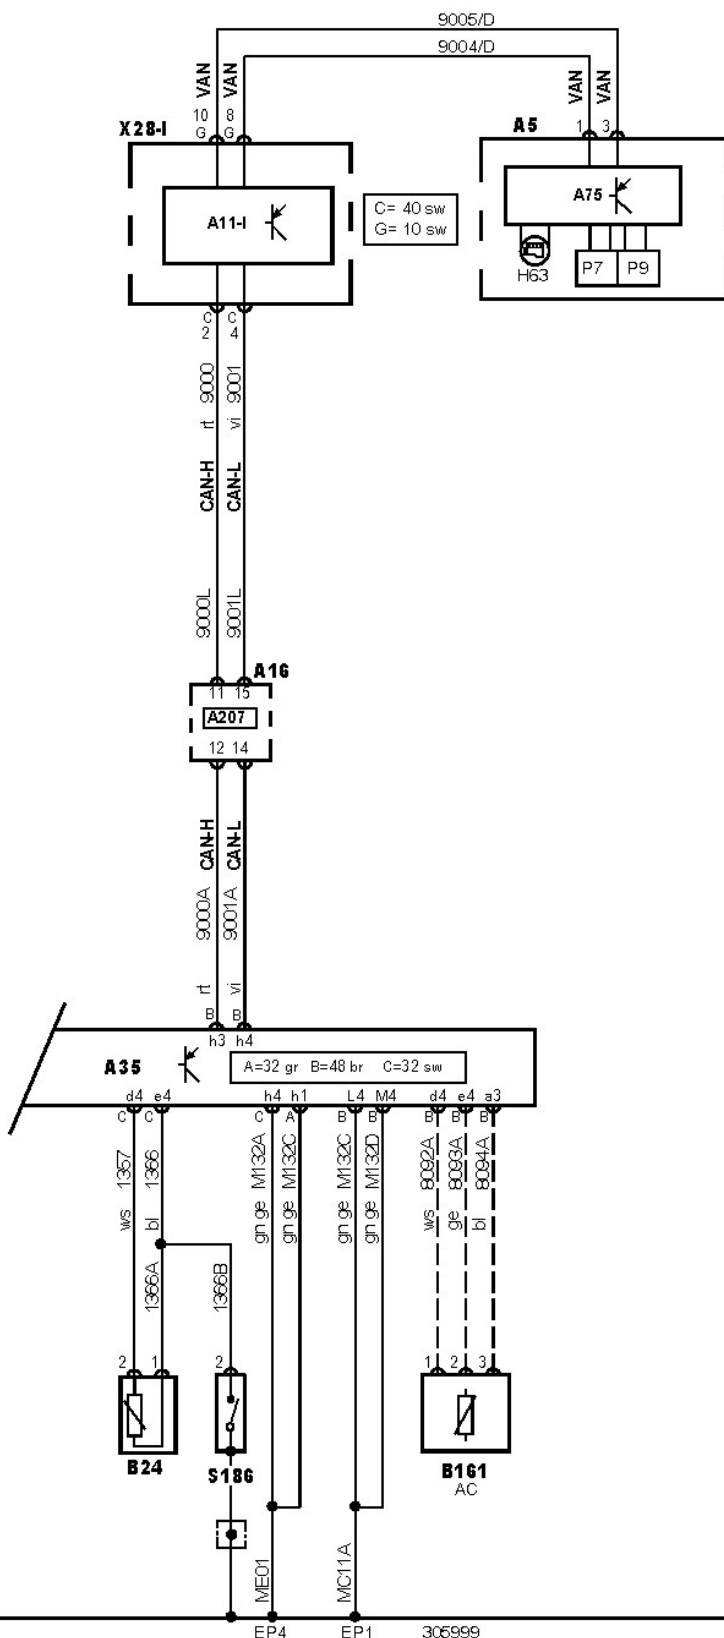 9005/D
9004/D
VAN VAN
VAN VAN
10 8
G G
X28-I
A5
1 3
A11-I
C= 40 sw
G= 10 sw
A75
H63
P7 P9
C C
2 4
9000 9001
rt vi
CAN-H CAN-L
9000L 9001L
A16
11 15
A207
12 14
CAN-H CAN-L
9000A 9001A
rt vi
B B
h3 h4
A35
A=32 gr B=48 br C=32 sw
d4 e4 h4 h1 L4 M4 d4 e4 a3
C C C A B B B B B
1357 1366 M132A M132C M132C M132D 8092A 8093A 8094A
ws bl gn ge gn ge gn ge gn ge ws ge bl
1366A 1366B
2 1 2 1 2 3
B24
S186
B161
AC
ME01 MC11A
EP4 EP1 305999